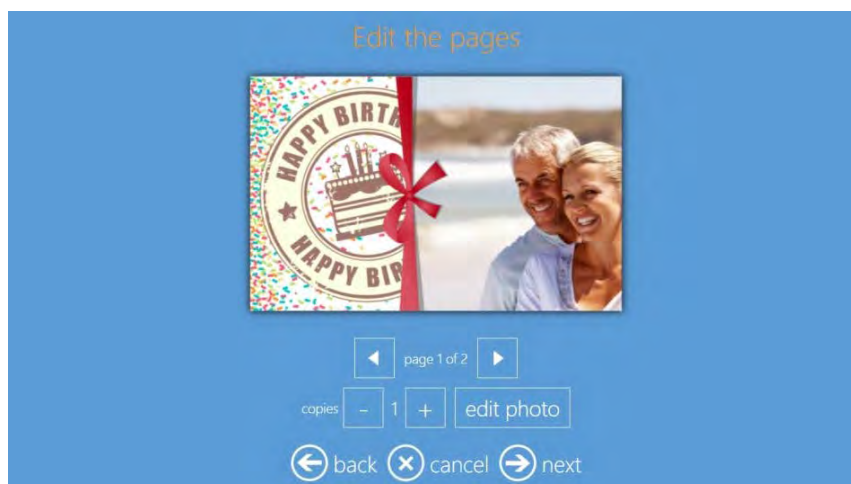 Edit the pages
HAPPY BIRTH
HAPPY BIR
page 1 of 2
copies - 1 + edit photo
back cancel next